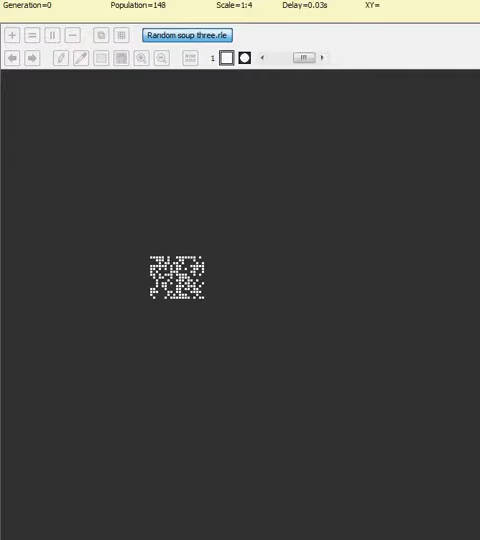 Generation=0 Population=148 Scale=1:4 Delay=0.03s XY=
Random soup three.rle
1